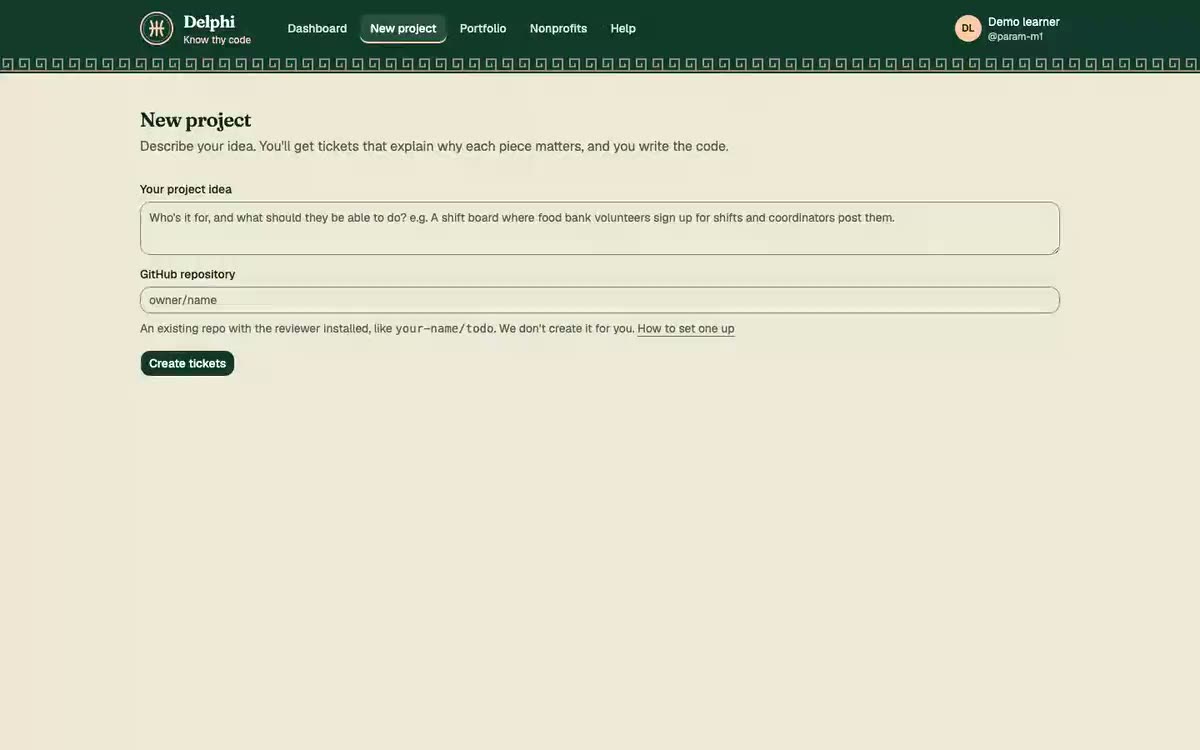 Delphi
Know thy code
Dashboard
New project
Portfolio
Nonprofits
Help
DL
Demo learner
@param-m1
New project
Describe your idea. You'll get tickets that explain why each piece matters, and you write the code.
Your project idea
Who's it for, and what should they be able to do? e.g. A shift board where food bank volunteers sign up for shifts and coordinators post them.
GitHub repository
owner/name
An existing repo with the reviewer installed, like your-name/todo. We don't create it for you. How to set one up
Create tickets